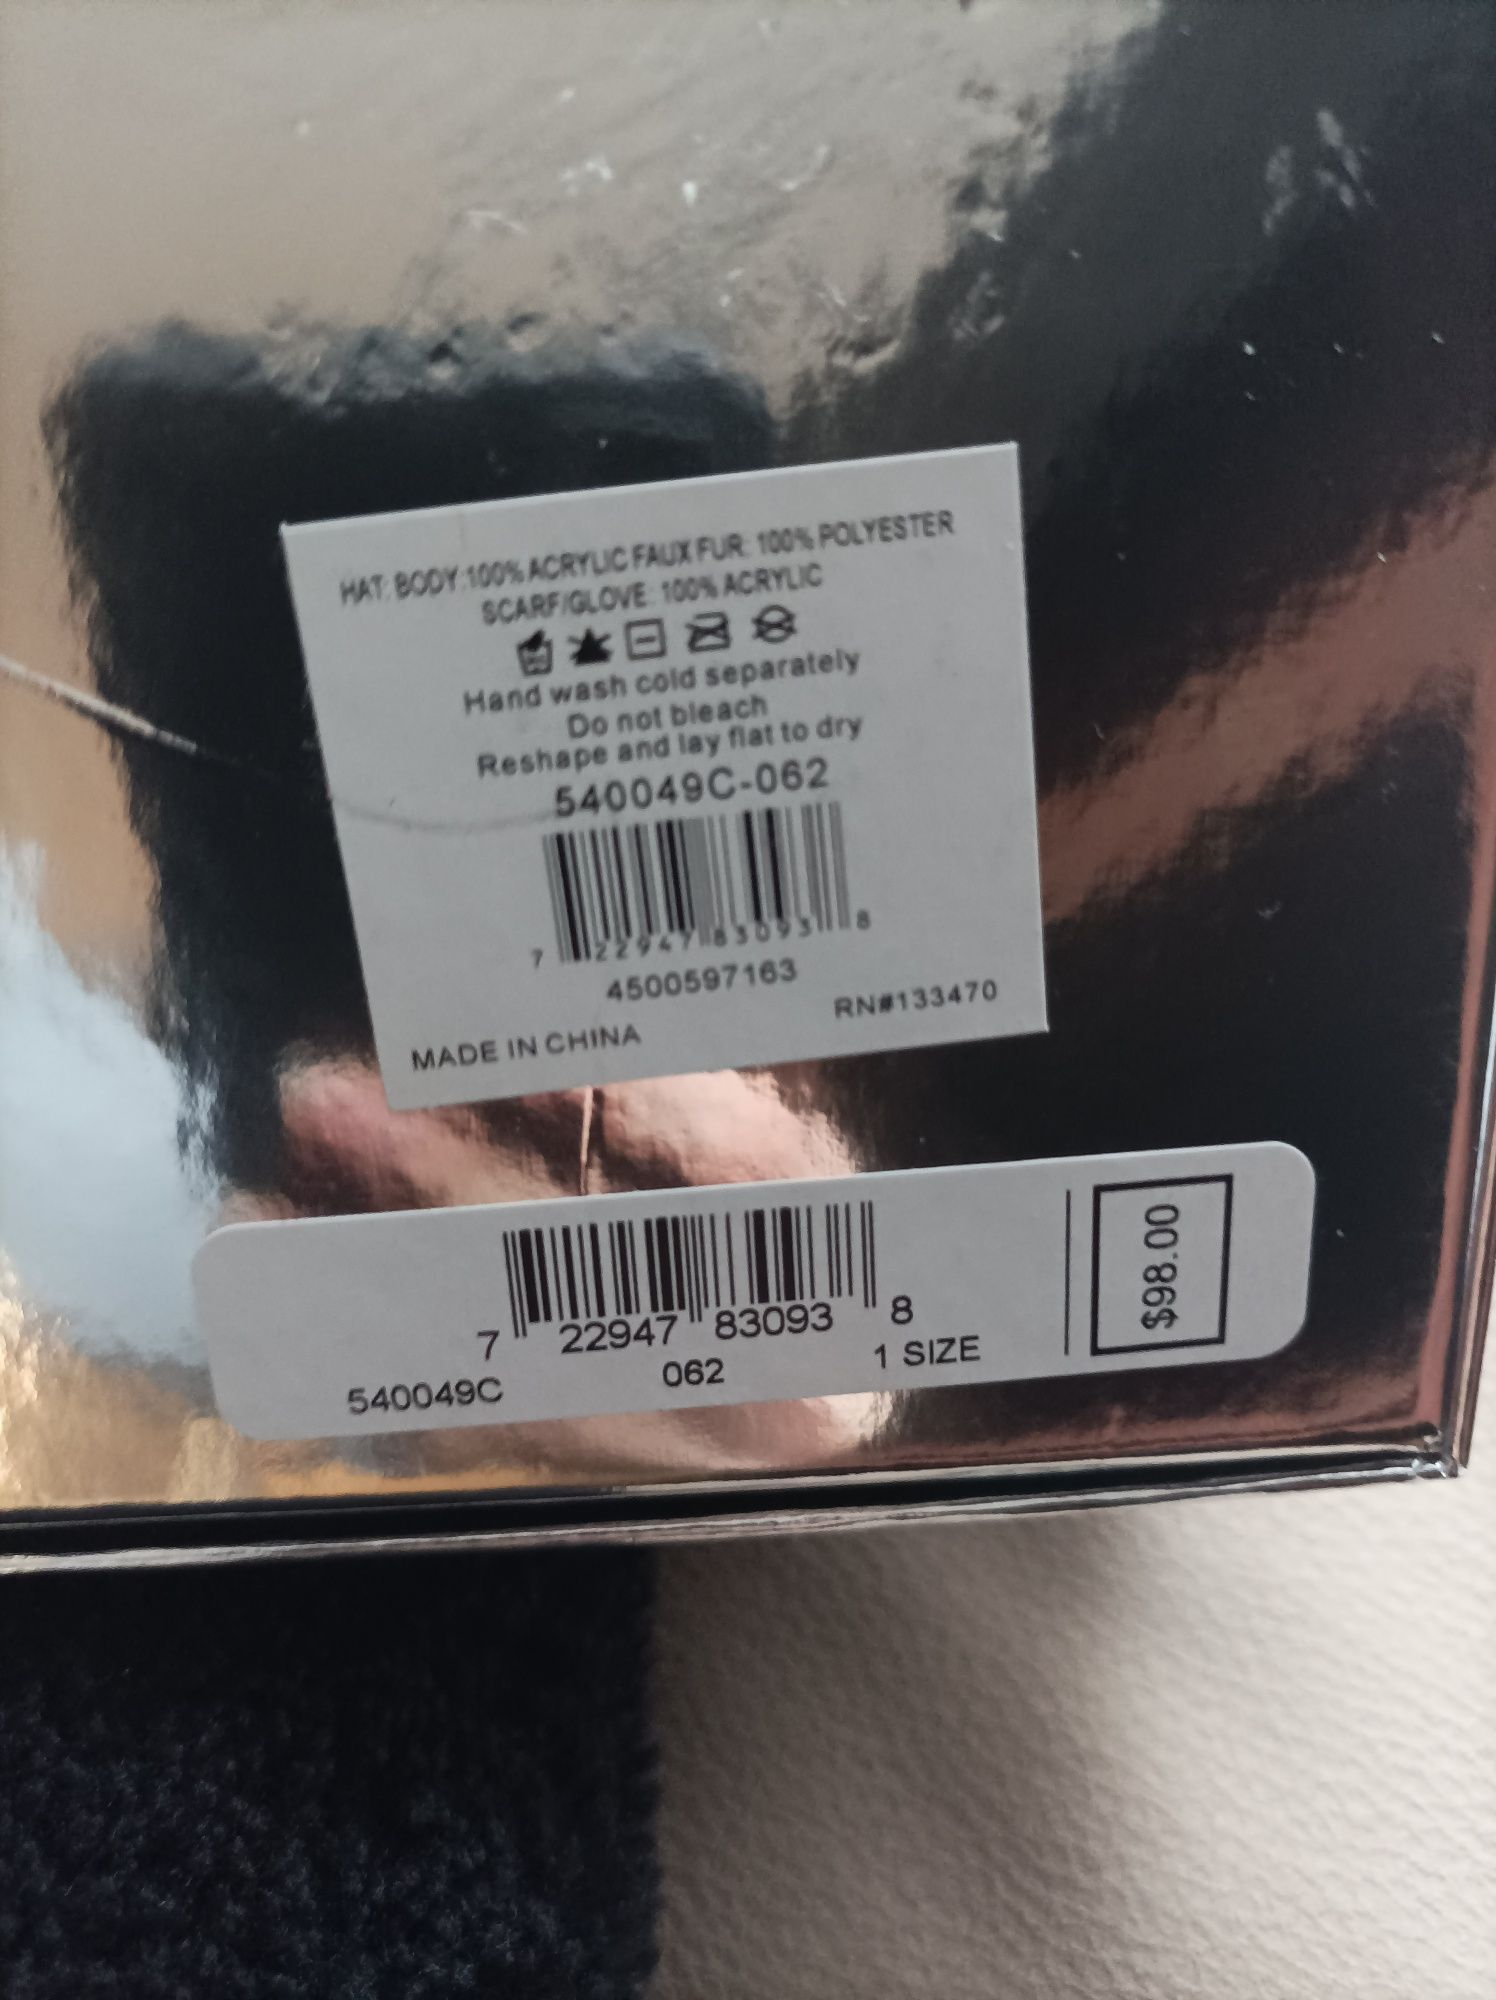 HAT: BODY:100% ACRYLIC FAUX FUR: 100% POLYESTER
SCARF/GLOVE: 100% ACRYLIC
Hand wash cold separately
Do not bleach
Reshape and lay flat to dry
540049C-062
7 22947 83093 8
4500597163
RN#133470
MADE IN CHINA
7 22947 83093 8
540049C 062 1 SIZE
$98.00